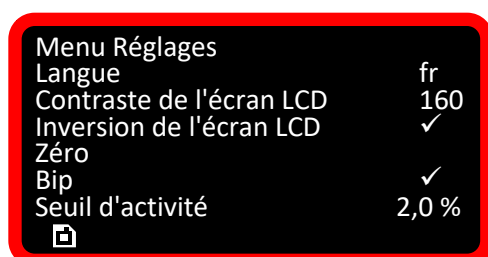 Menu Réglages
Langue fr
Contraste de l'écran LCD 160
Inversion de l'écran LCD ✓
Zéro
Bip ✓
Seuil d'activité 2,0 %